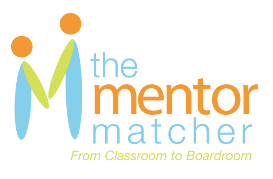 the
mentor
matcher
From Classroom to Boardroom